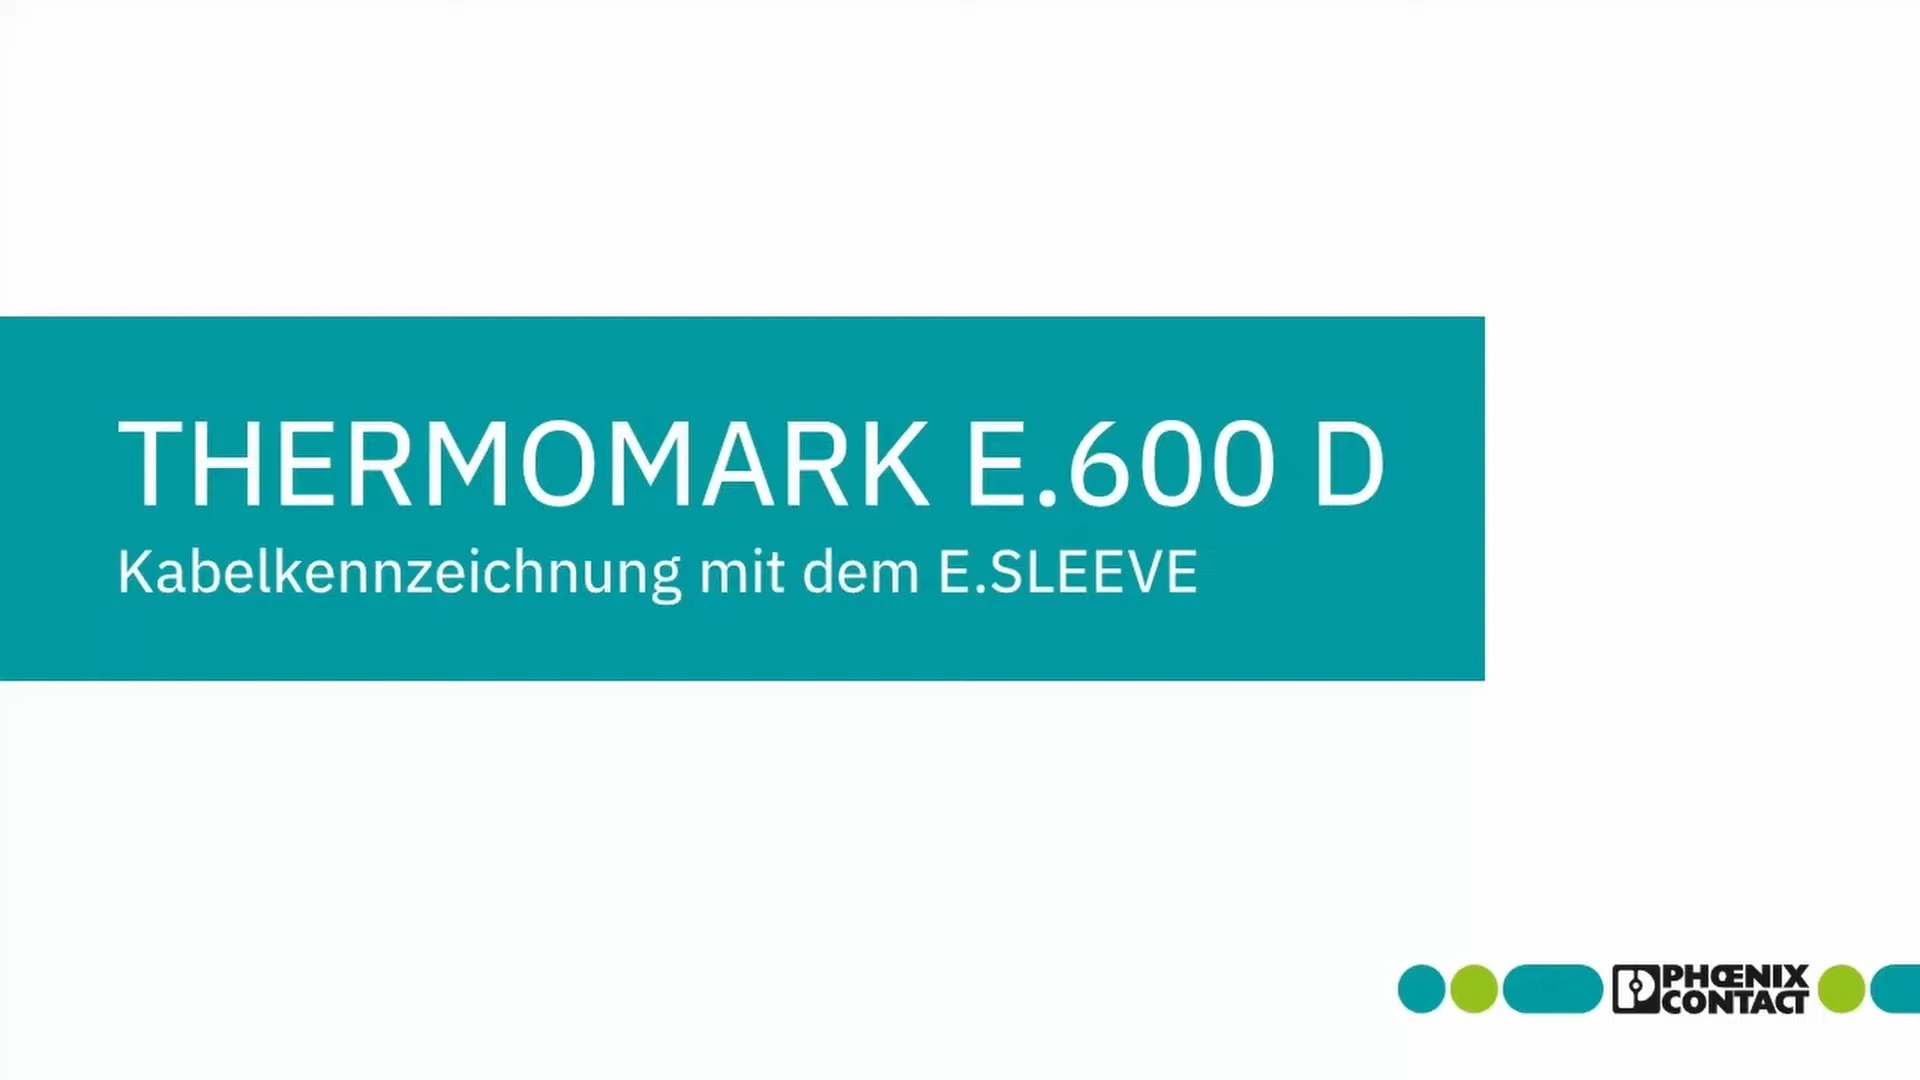 THERMOMARK E.600 D
Kabelkennzeichnung mit dem E.SLEEVE
PHŒNIX
CONTACT